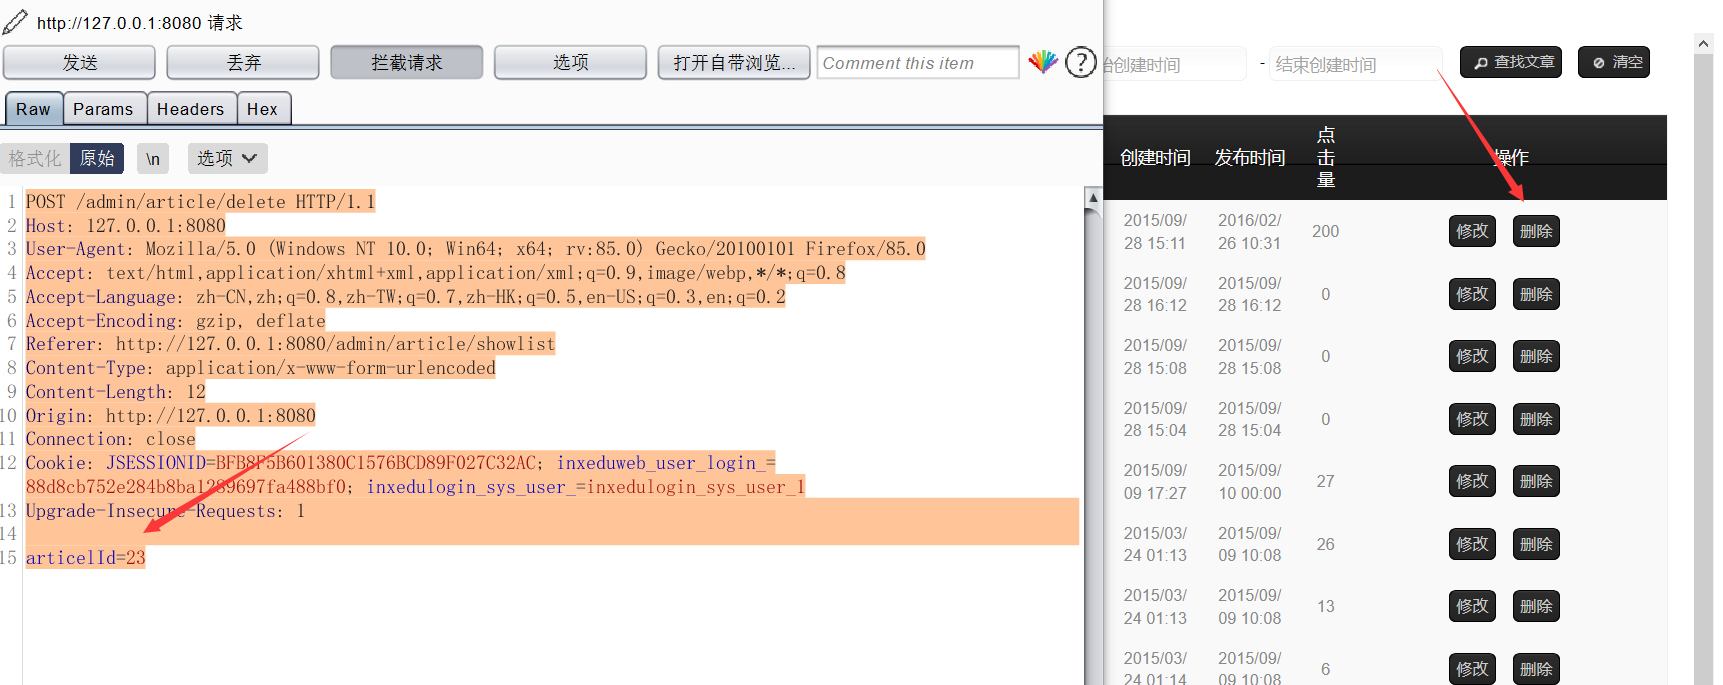 http://127.0.0.1:8080 请求
发送
丢弃
拦截请求
选项
打开自带浏览...
Comment this item
?
Raw
Params
Headers
Hex
格式化
原始
\n
选项
1 POST /admin/article/delete HTTP/1.1
2 Host: 127.0.0.1:8080
3 User-Agent: Mozilla/5.0 (Windows NT 10.0; Win64; x64; rv:85.0) Gecko/20100101 Firefox/85.0
4 Accept: text/html,application/xhtml+xml,application/xml;q=0.9,image/webp,*/*;q=0.8
5 Accept-Language: zh-CN,zh;q=0.8,zh-TW;q=0.7,zh-HK;q=0.5,en-US;q=0.3,en;q=0.2
6 Accept-Encoding: gzip, deflate
7 Referer: http://127.0.0.1:8080/admin/article/showlist
8 Content-Type: application/x-www-form-urlencoded
9 Content-Length: 12
10 Origin: http://127.0.0.1:8080
11 Connection: close
12 Cookie: JSESSIONID=BFB8F5B601380C1576BCD89F027C32AC; inxeduweb_user_login_=
88d8cb752e284b8ba1289697fa488bf0; inxedulogin_sys_user_=inxedulogin_sys_user_1
13 Upgrade-Insecure-Requests: 1
14
15 articelId=23
始创建时间
-
结束创建时间
查找文章
清空
创建时间
发布时间
点
击
量
操作
2015/09/
28 15:11
2016/02/
26 10:31
200
修改
删除
2015/09/
28 16:12
2015/09/
28 16:12
0
修改
删除
2015/09/
28 15:08
2015/09/
28 15:08
0
修改
删除
2015/09/
28 15:04
2015/09/
28 15:04
0
修改
删除
2015/09/
09 17:27
2015/09/
10 00:00
27
修改
删除
2015/03/
24 01:13
2015/09/
09 10:08
26
修改
删除
2015/03/
24 01:13
2015/09/
09 10:08
13
修改
删除
2015/03/
24 01:14
2015/09/
09 10:08
6
修改
删除